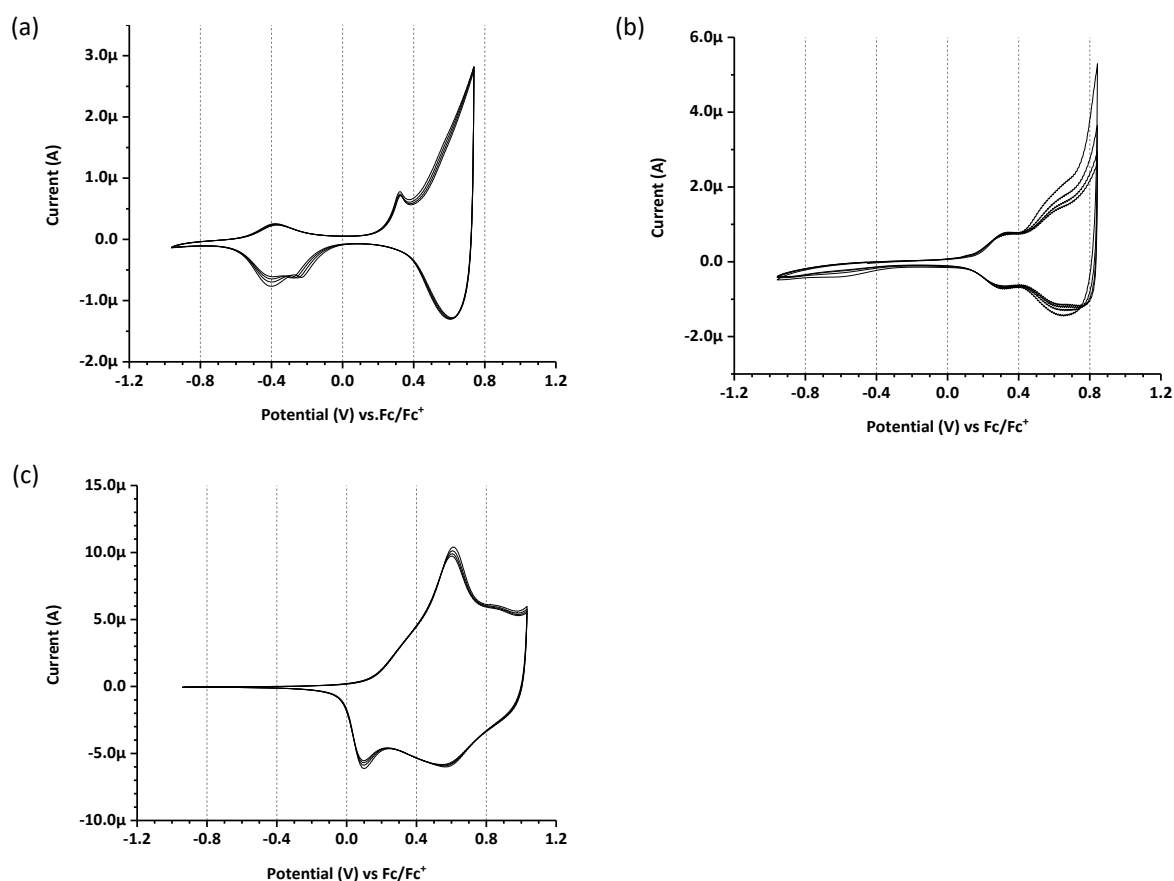 (a)
3.0µ
2.0µ
1.0µ
0.0
-1.0µ
-2.0µ
-1.2 -0.8 -0.4 0.0 0.4 0.8 1.2
Current (A)
Potential (V) vs.Fc/Fc+
(b)
6.0µ
4.0µ
2.0µ
0.0
-2.0µ
-1.2 -0.8 -0.4 0.0 0.4 0.8 1.2
Current (A)
Potential (V) vs Fc/Fc+
(c)
15.0µ
10.0µ
5.0µ
0.0
-5.0µ
-10.0µ
-1.2 -0.8 -0.4 0.0 0.4 0.8 1.2
Current (A)
Potential (V) vs Fc/Fc+